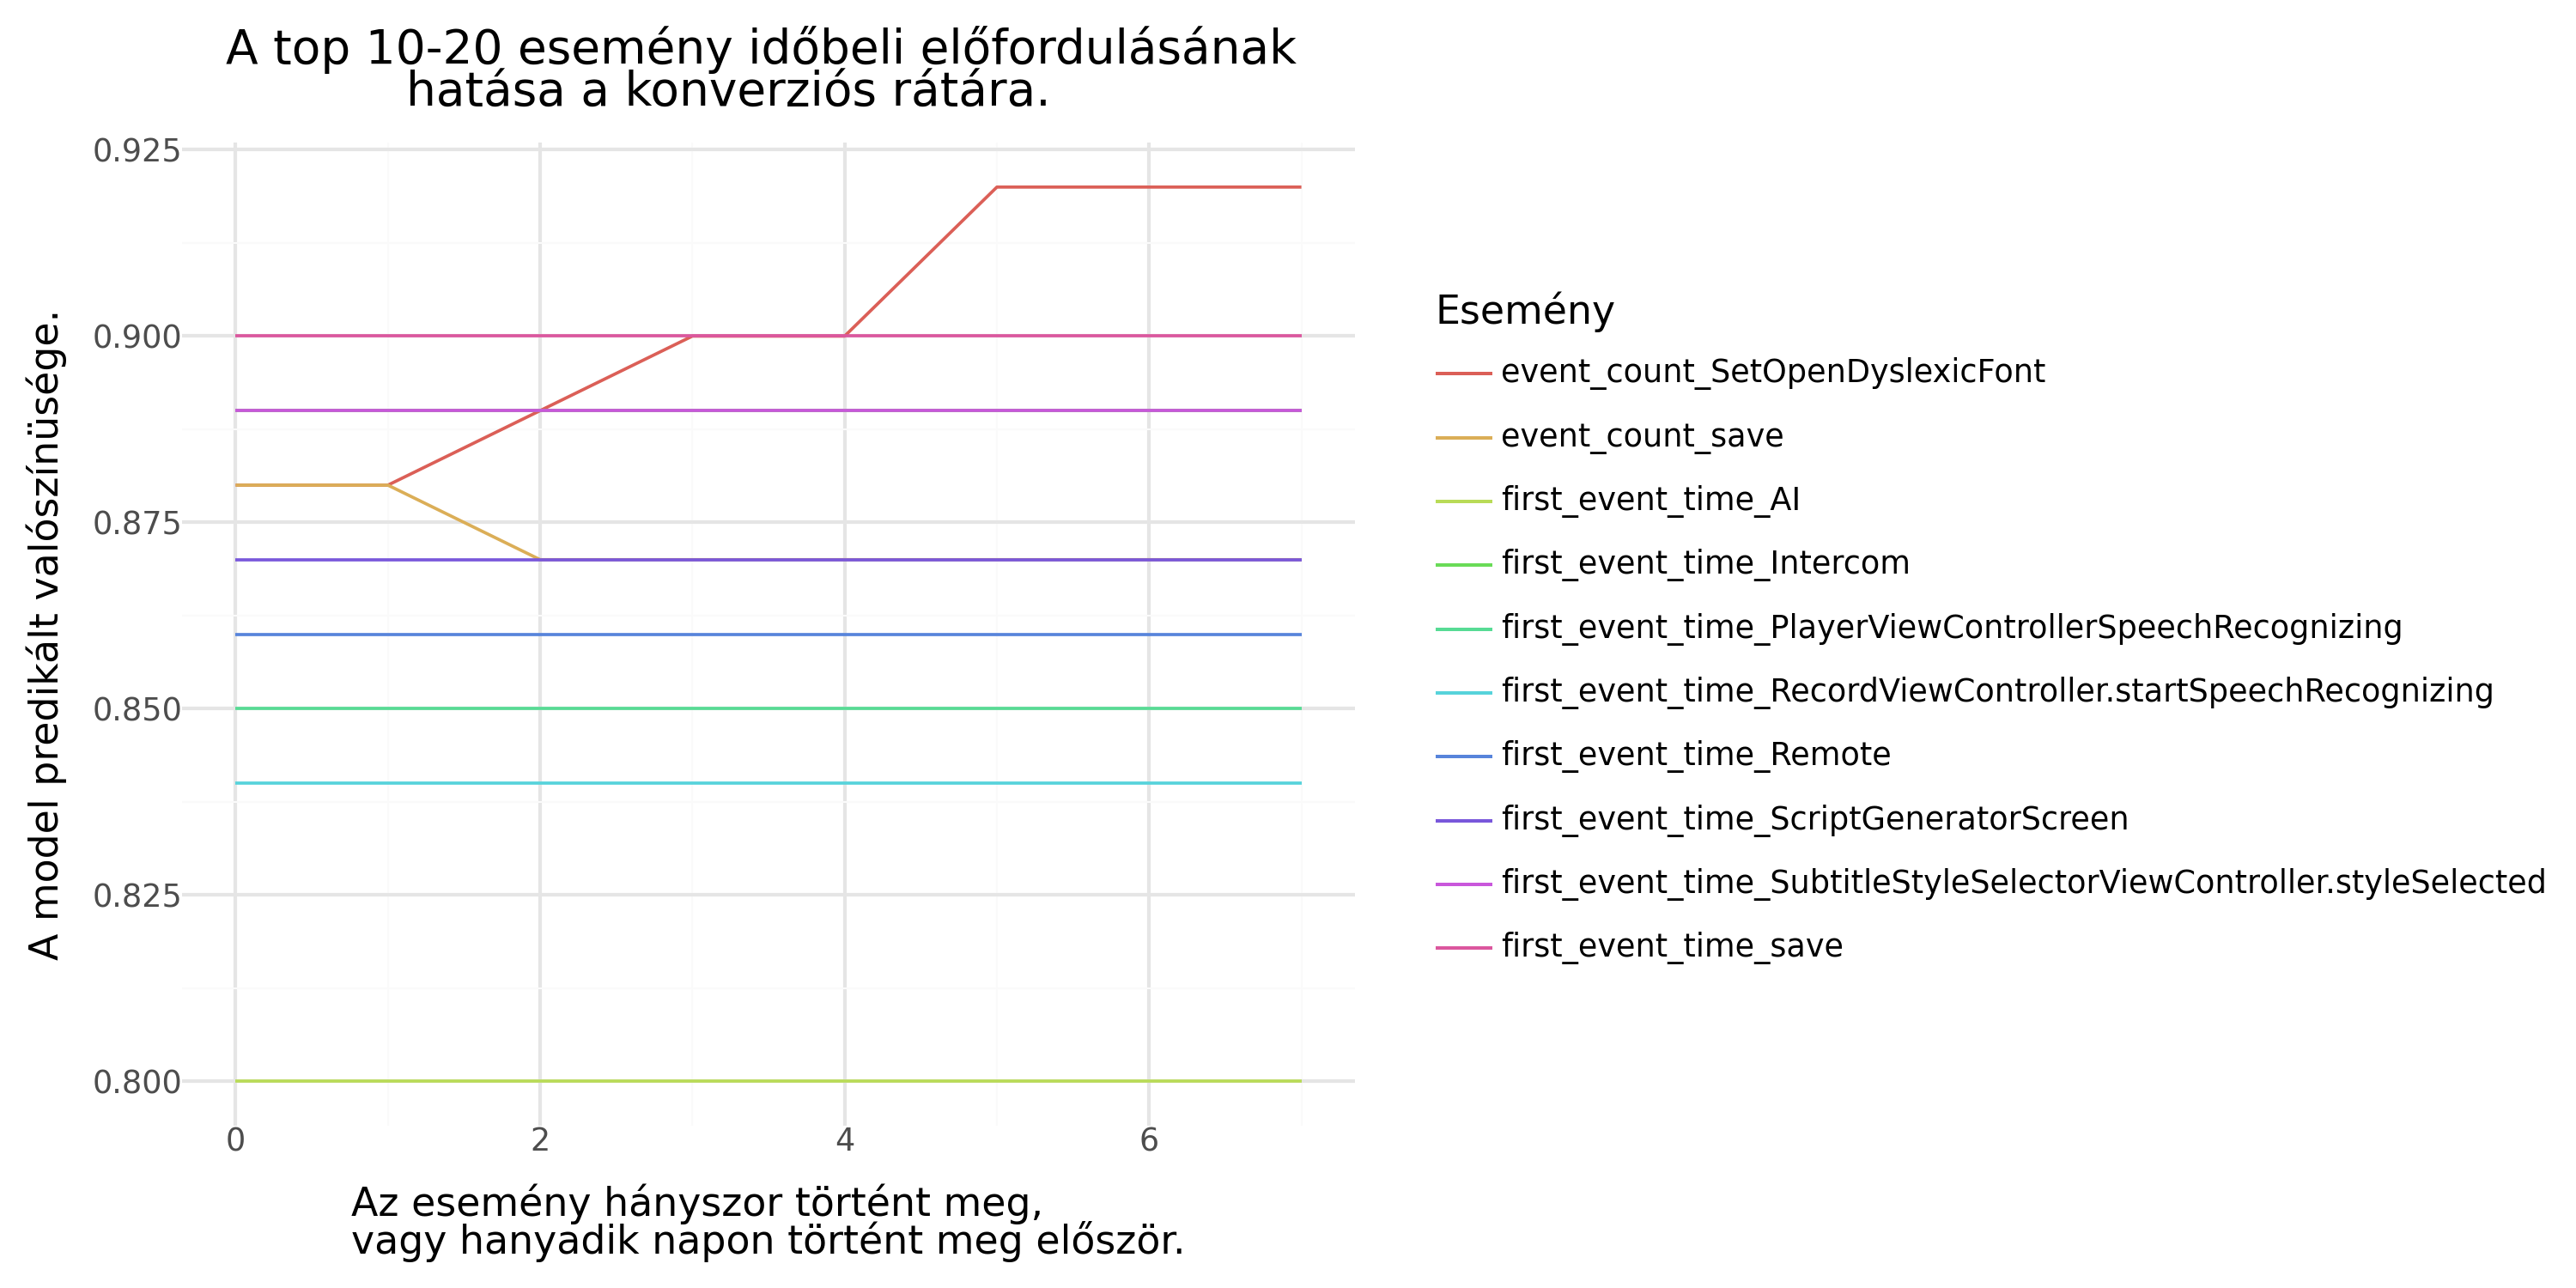 A top 10-20 esemény időbeli előfordulásának
hatása a konverziós rátára.
A model predikált valószínüsége.
0.925
0.900
0.875
0.850
0.825
0.800
0
2
4
6
Az esemény hányszor történt meg,
vagy hanyadik napon történt meg először.
Esemény
event_count_SetOpenDyslexicFont
event_count_save
first_event_time_AI
first_event_time_Intercom
first_event_time_PlayerViewControllerSpeechRecognizing
first_event_time_RecordViewController.startSpeechRecognizing
first_event_time_Remote
first_event_time_ScriptGeneratorScreen
first_event_time_SubtitleStyleSelectorViewController.styleSelected
first_event_time_save